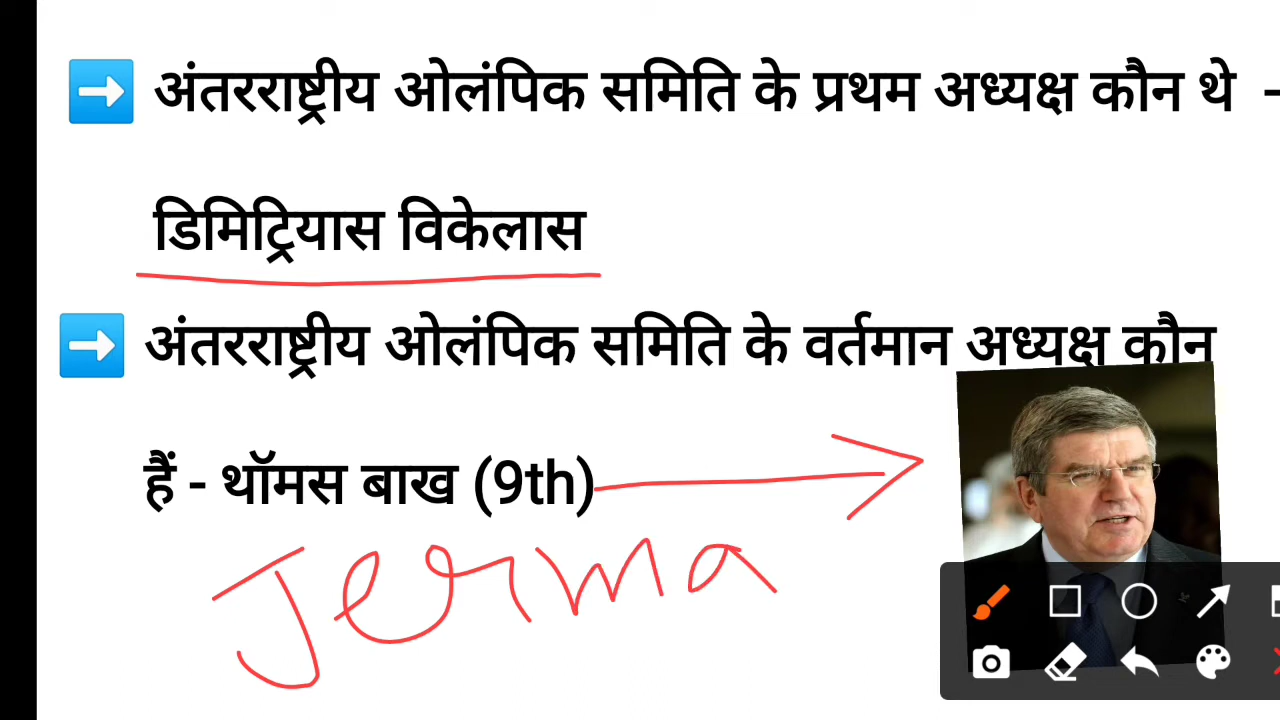 ➡ अंतरराष्ट्रीय ओलंपिक समिति के प्रथम अध्यक्ष कौन थे -
डिमिट्रियास विकेलास
➡ अंतरराष्ट्रीय ओलंपिक समिति के वर्तमान अध्यक्ष कौन
हैं - थॉमस बाख (9th)
Jerma